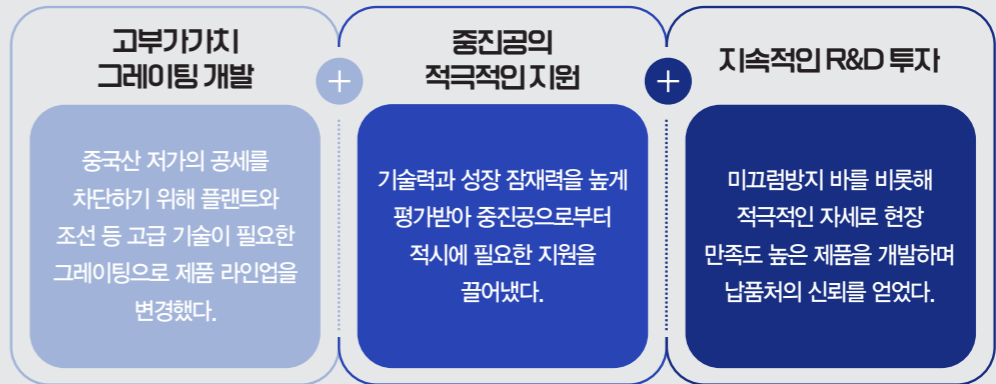 고부가가치
그레이팅 개발
중국산 저가의 공세를
차단하기 위해 플랜트와
조선 등 고급 기술이 필요한
그레이팅으로 제품 라인업을
변경했다.
+
중진공의
적극적인 지원
기술력과 성장 잠재력을 높게
평가받아 중진공으로부터
적시에 필요한 지원을
끌어냈다.
+
지속적인 R&D 투자
미끄럼방지 바를 비롯해
적극적인 자세로 현장
만족도 높은 제품을 개발하며
납품처의 신뢰를 얻었다.